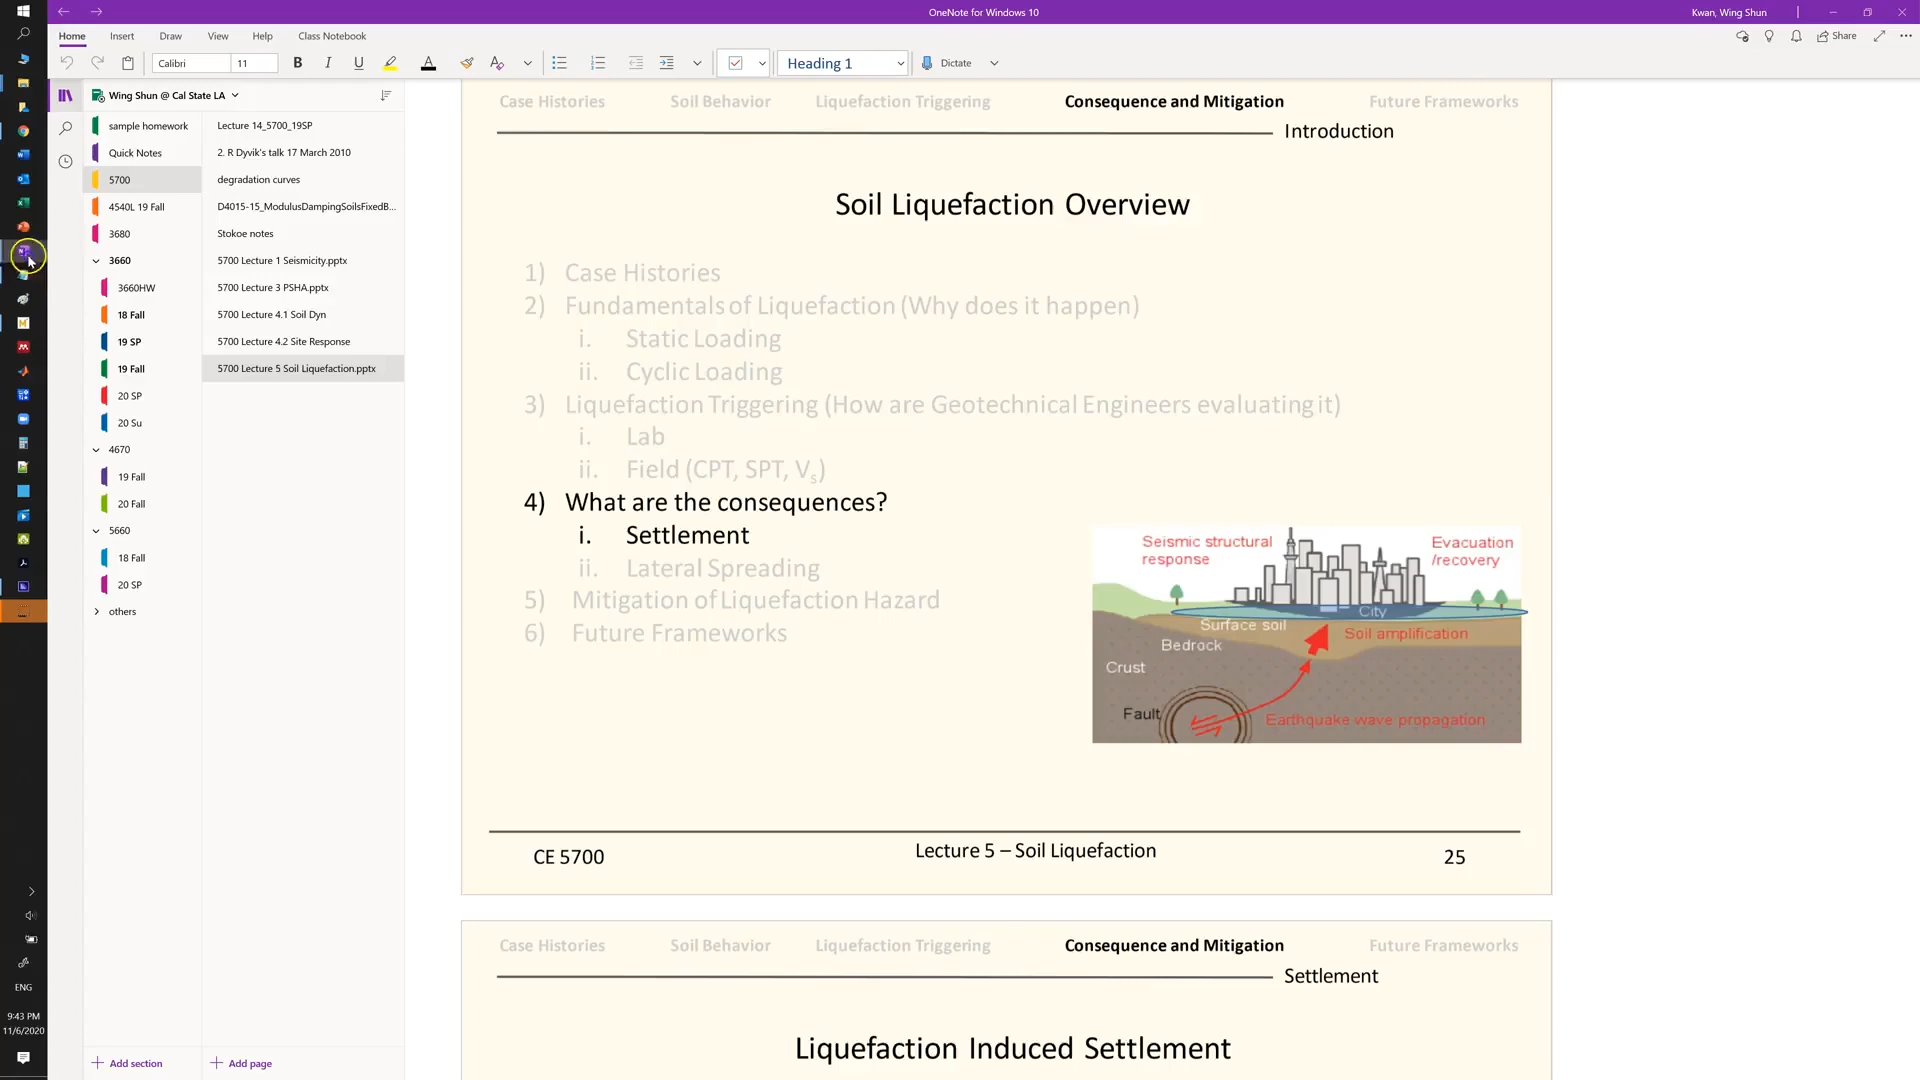 OneNote for Windows 10
Kwan, Wing Shun
Home
Insert
Draw
View
Help
Class Notebook
Share
Calibri
11
B
I
U
A
A
Heading 1
Dictate
Wing Shun @ Cal State LA
sample homework
Quick Notes
5700
4540L 19 Fall
3680
3660
3660HW
18 Fall
19 SP
19 Fall
20 SP
20 Su
4670
19 Fall
20 Fall
5660
18 Fall
20 SP
others
Add section
Lecture 14_5700_19SP
2. R Dyvik's talk 17 March 2010
degradation curves
D4015-15_ModulusDampingSoilsFixedB...
Stokoe notes
5700 Lecture 1 Seismicity.pptx
5700 Lecture 3 PSHA.pptx
5700 Lecture 4.1 Soil Dyn
5700 Lecture 4.2 Site Response
5700 Lecture 5 Soil Liquefaction.pptx
Add page
Case Histories Soil Behavior Liquefaction Triggering Consequence and Mitigation Future Frameworks
Introduction
Soil Liquefaction Overview
1) Case Histories
2) Fundamentals of Liquefaction (Why does it happen)
i. Static Loading
ii. Cyclic Loading
3) Liquefaction Triggering (How are Geotechnical Engineers evaluating it)
i. Lab
ii. Field (CPT, SPT, Vs)
4) What are the consequences?
i. Settlement
ii. Lateral Spreading
5) Mitigation of Liquefaction Hazard
6) Future Frameworks
Seismic structural
response
Evacuation
/recovery
City
Surface soil
Soil amplification
Bedrock
Crust
Fault
Earthquake wave propagation
CE 5700
Lecture 5 – Soil Liquefaction
25
Case Histories Soil Behavior Liquefaction Triggering Consequence and Mitigation Future Frameworks
Settlement
Liquefaction Induced Settlement
ENG
9:43 PM
11/6/2020